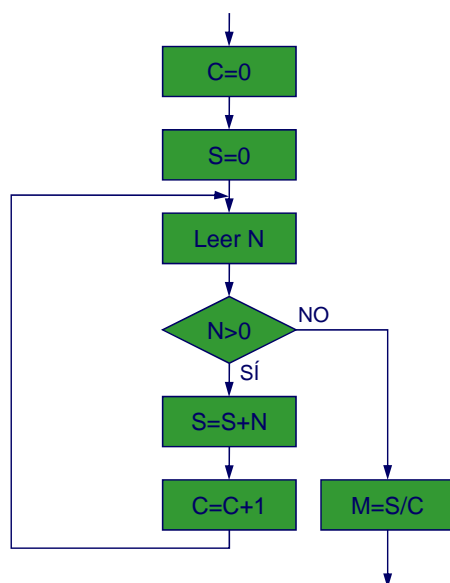 C=0
S=0
Leer N
N>0
NO
SÍ
S=S+N
C=C+1
M=S/C